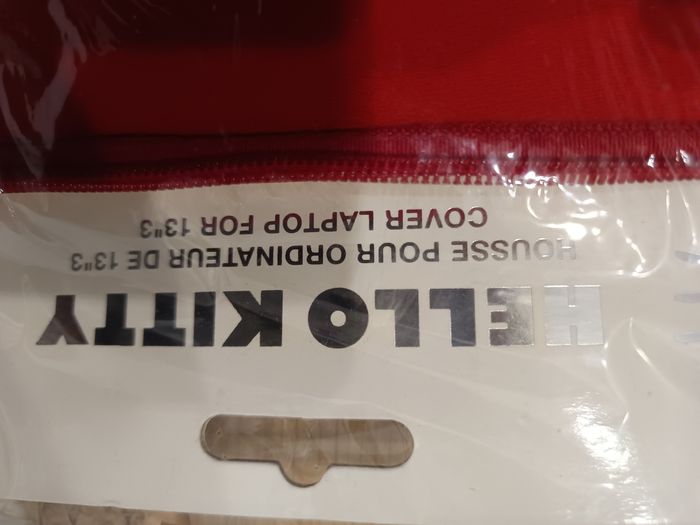 HELLO KITTY
HOUSSE POUR ORDINATEUR DE 13"3
COVER LAPTOP FOR 13"3